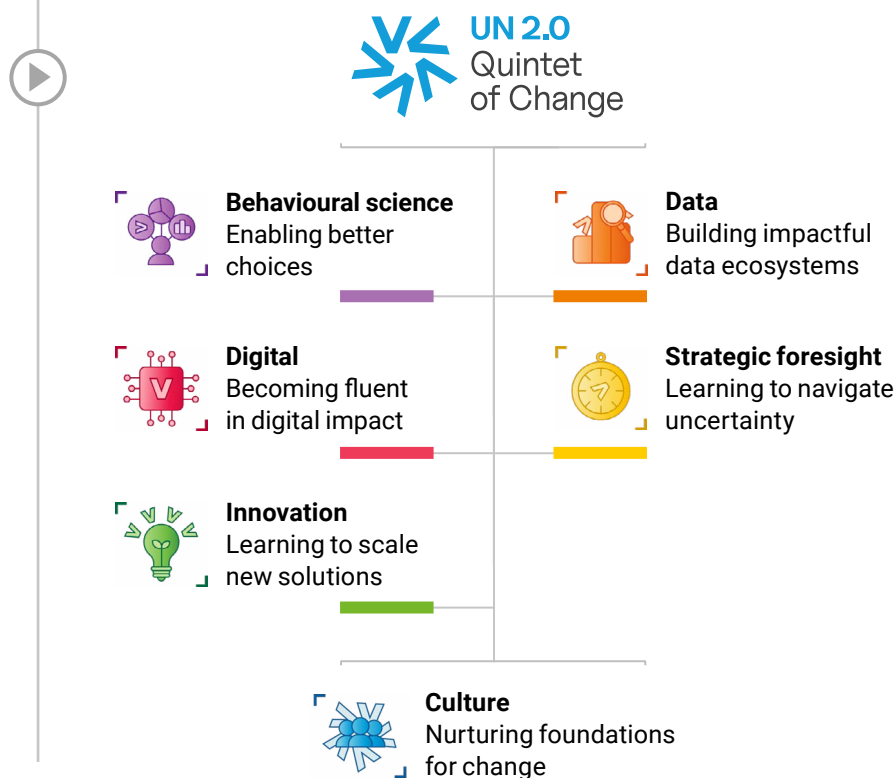 UN 2.0
Quintet
of Change
Behavioural science
Enabling better
choices
Data
Building impactful
data ecosystems
Digital
Becoming fluent
in digital impact
Strategic foresight
Learning to navigate
uncertainty
Innovation
Learning to scale
new solutions
Culture
Nurturing foundations
for change